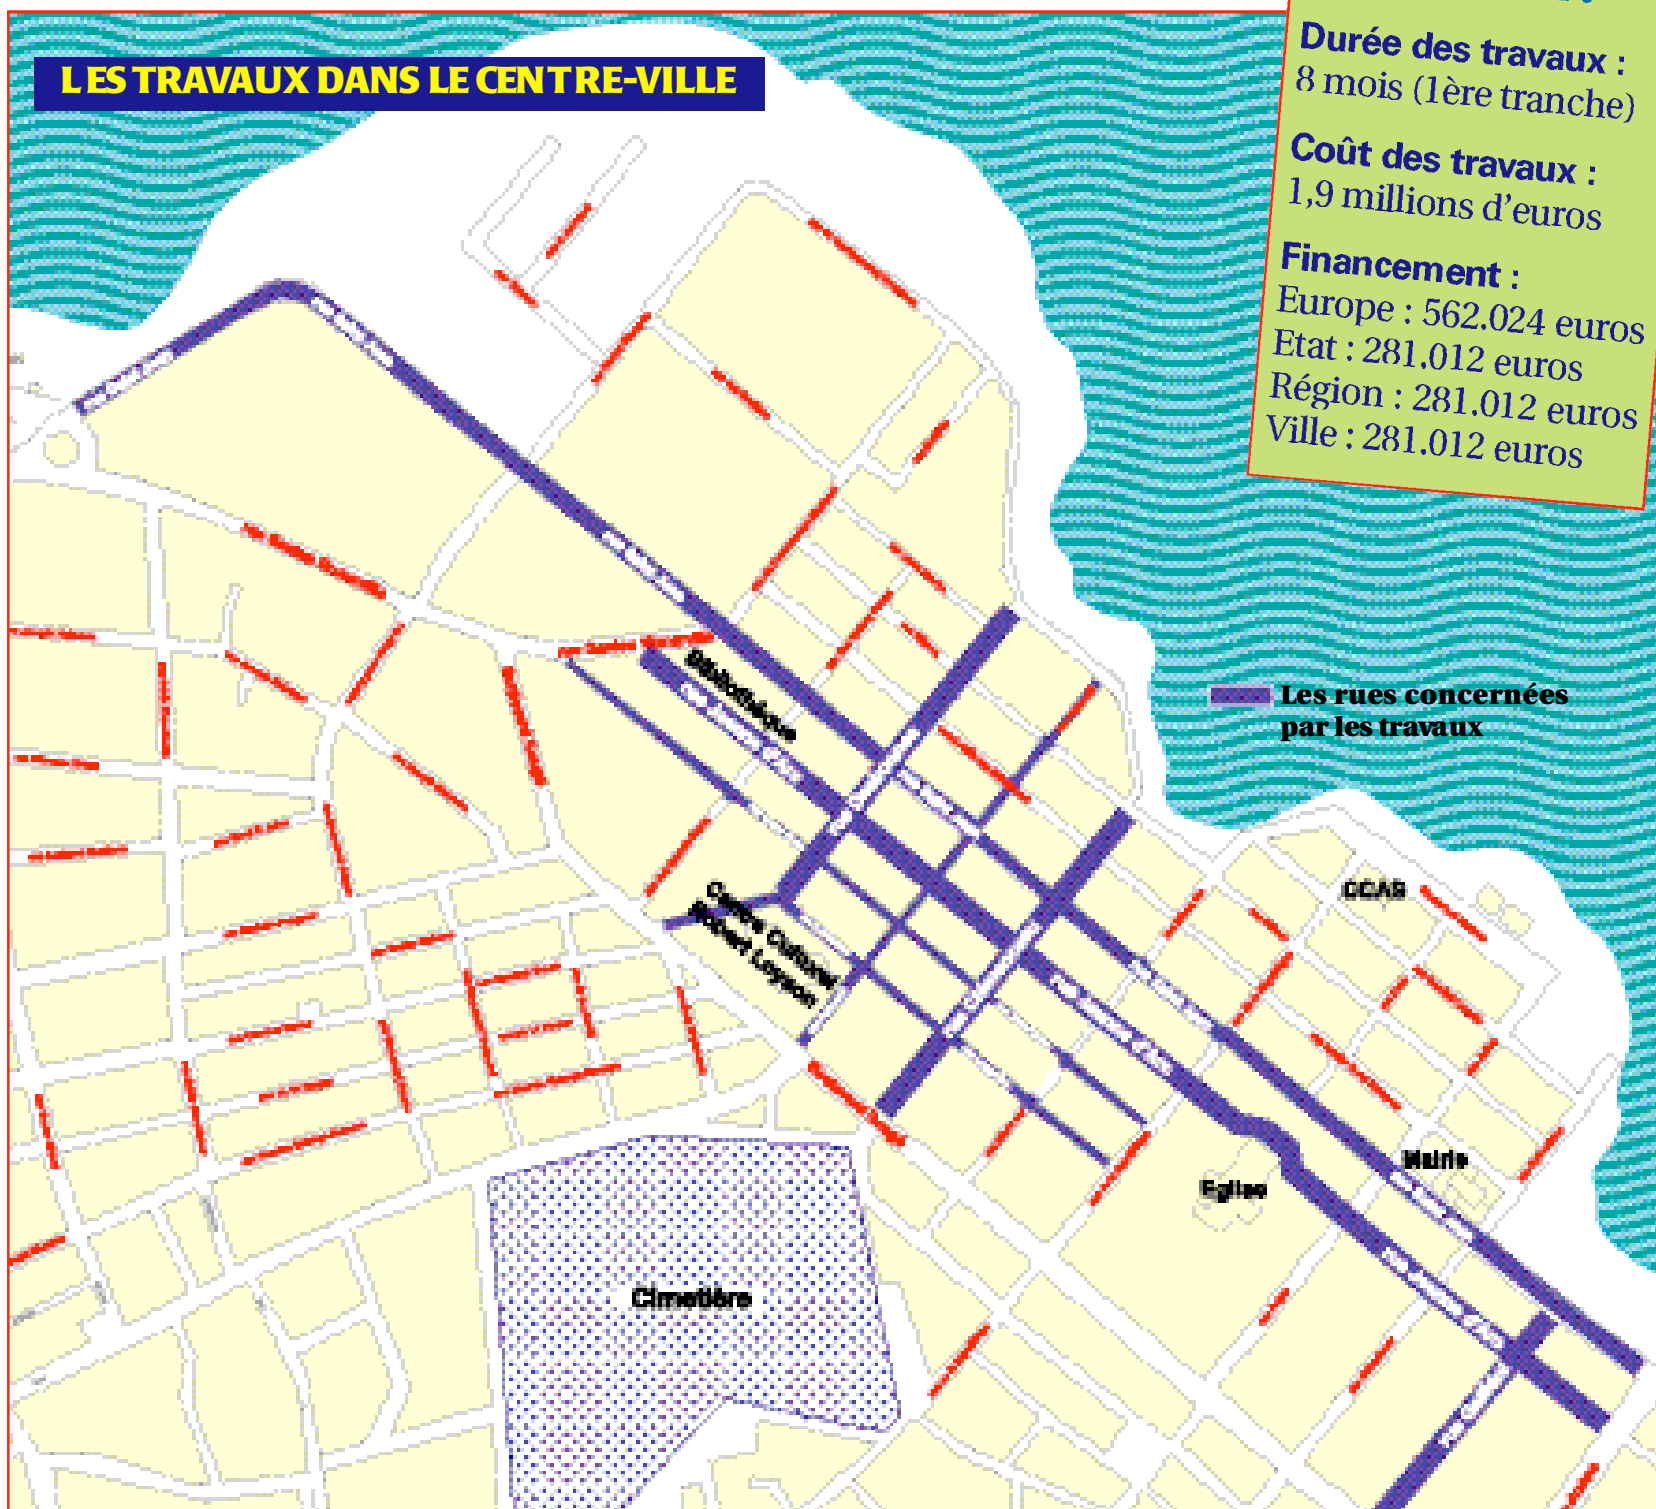 LES TRAVAUX DANS LE CENTRE-VILLE
Durée des travaux :
8 mois (1ère tranche)
Coût des travaux :
1,9 millions d'euros
Financement :
Europe : 562.024 euros
Etat : 281.012 euros
Région : 281.012 euros
Ville : 281.012 euros
Les rues concernées
par les travaux
Bibliothèque
Centre Culturel
Robert Loyson
CCAS
Mairie
Eglise
Cimetière